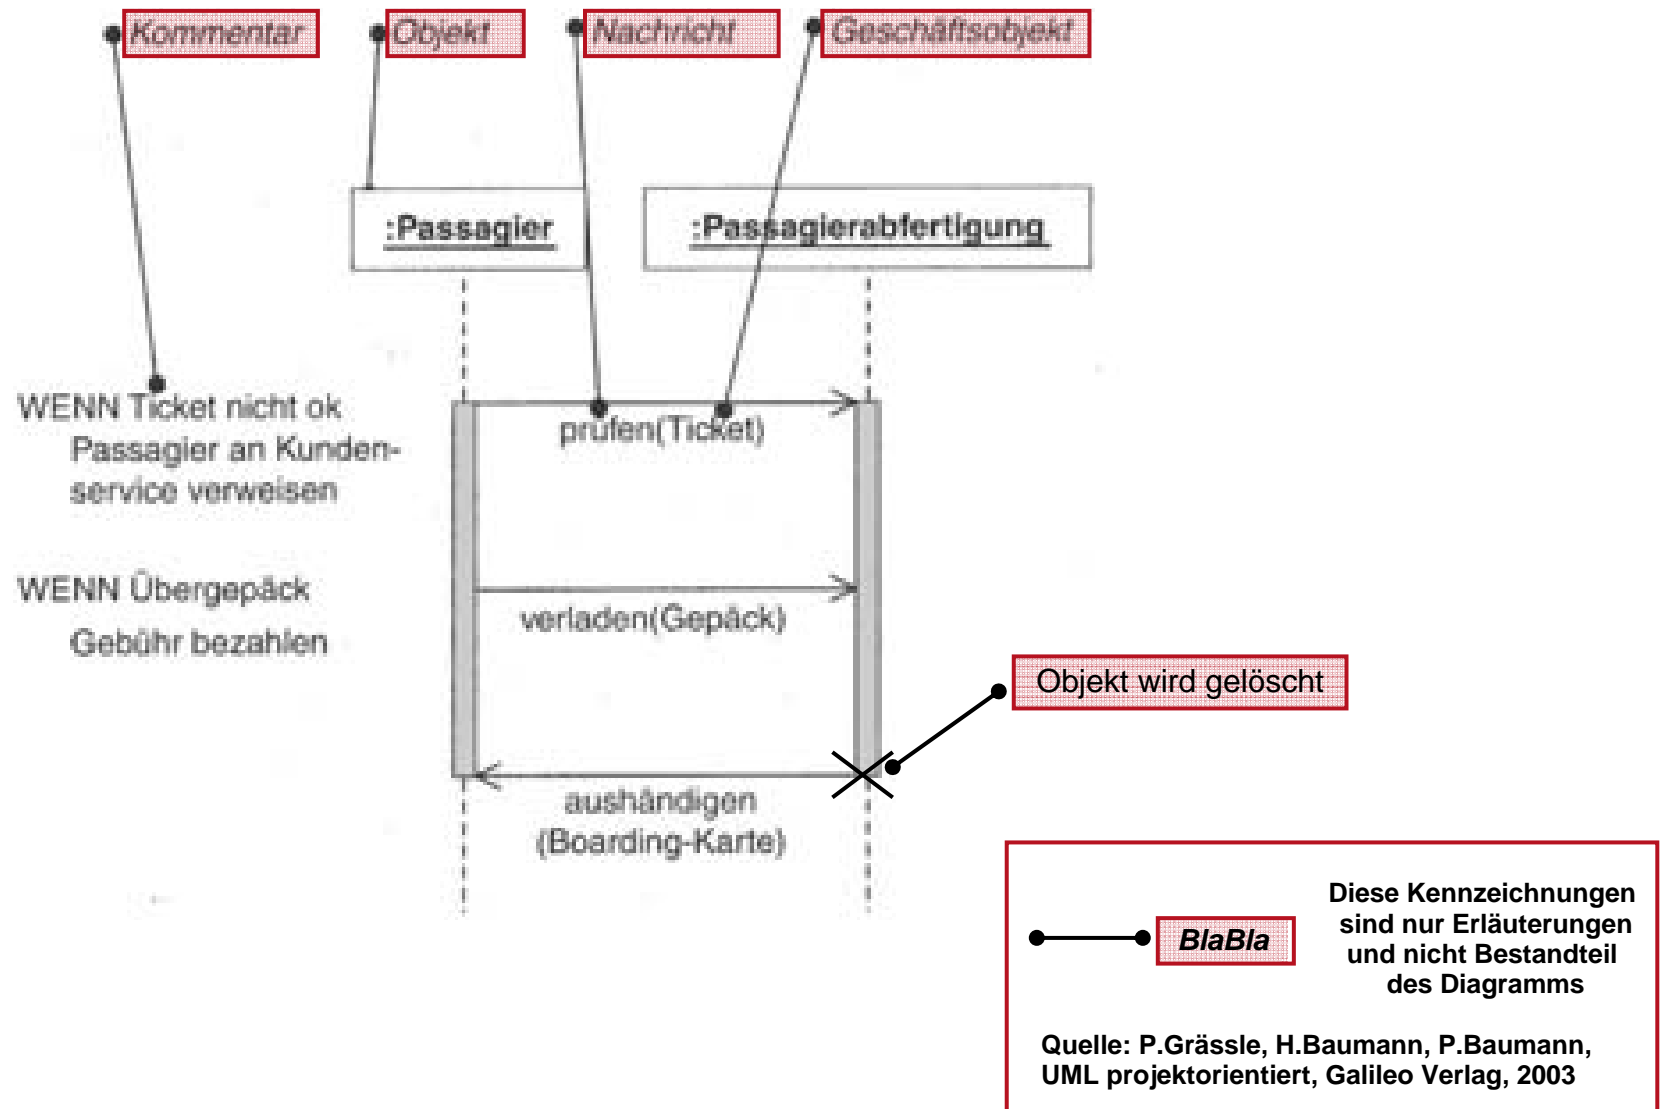 Kommentar
Objekt
Nachricht
Geschäftsobjekt
:Passagier
:Passagierabfertigung
WENN Ticket nicht ok
Passagier an Kunden-
service verweisen
prüfen(Ticket)
WENN Übergepäck
Gebühr bezahlen
verladen(Gepäck)
Objekt wird gelöscht
aushändigen
(Boarding-Karte)
BlaBla
Diese Kennzeichnungen
sind nur Erläuterungen
und nicht Bestandteil
des Diagramms
Quelle: P.Grässle, H.Baumann, P.Baumann,
UML projektorientiert, Galileo Verlag, 2003